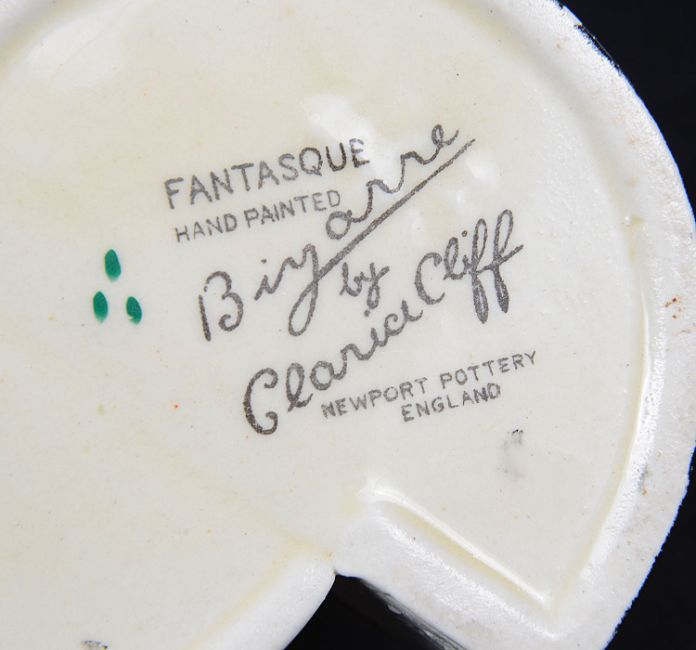 FANTASQUE
HAND PAINTED
Bizarre
by
Clarice Cliff
NEWPORT POTTERY
ENGLAND